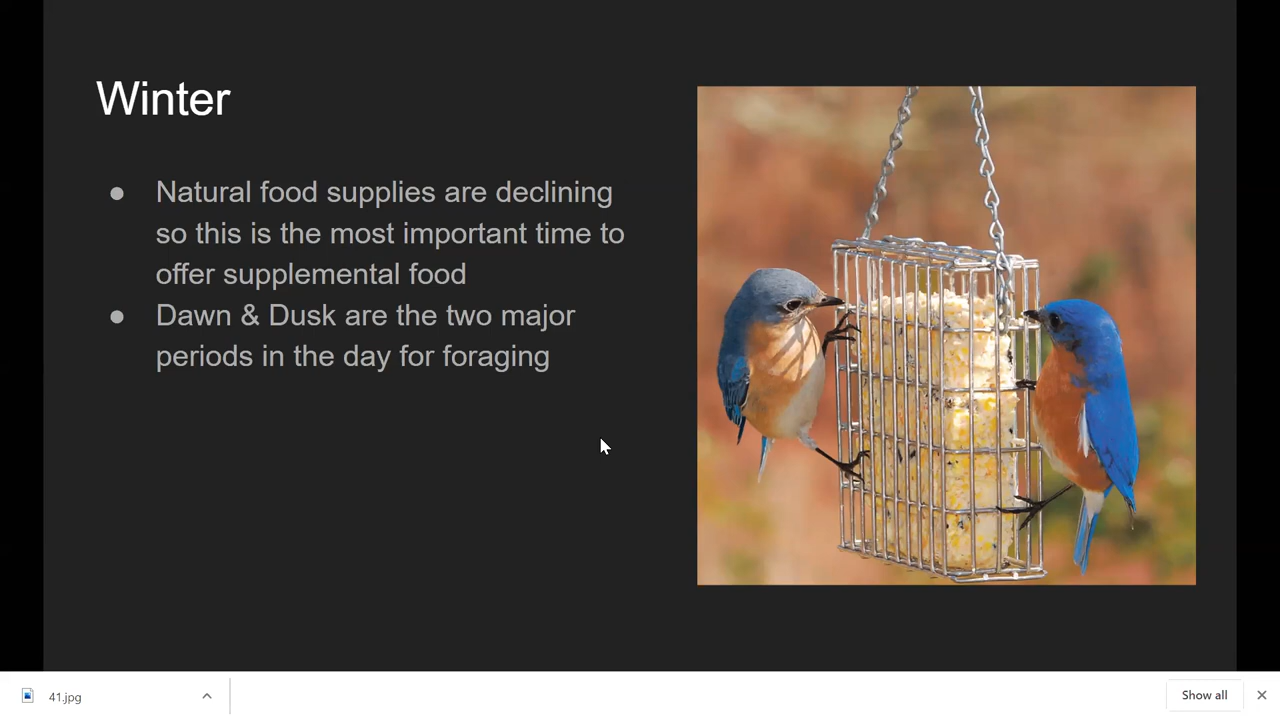 Winter
● Natural food supplies are declining
so this is the most important time to
offer supplemental food
● Dawn & Dusk are the two major
periods in the day for foraging
41.jpg
Show all